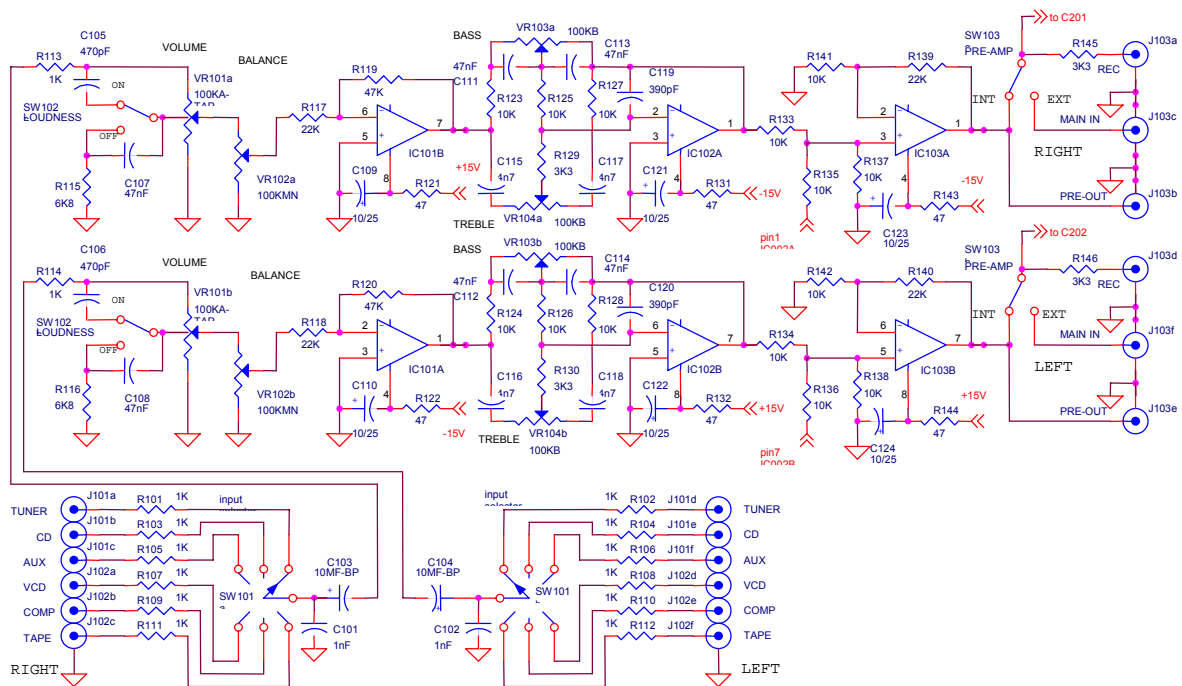 C105
470pF
R113
1K
VOLUME
BALANCE
VR101a
100KA-
ON
SW102
LOUDNESS
OFF
R115
6K8
C107
47nF
VR102a
100KMN
R117
22K
R119
47K
6
5
7
8
IC101B
C109
10/25
R121
47
+15V
BASS
VR103a
100KB
47nF
C111
C113
47nF
R123
10K
R125
10K
R127
10K
C119
390pF
C115
4n7
R129
3K3
C117
4n7
TREBLE
VR104a
100KB
2
3
1
4
IC102A
C121
10/25
R131
47
-15V
R133
10K
R135
10K
pin1
R141
10K
R139
22K
2
3
1
4
IC103A
R137
10K
C123
10/25
R143
47
-15V
to C201
SW103
PRE-AMP
R145
3K3
REC
J103a
INT
EXT
MAIN IN
J103c
RIGHT
PRE-OUT
J103b
C106
470pF
R114
1K
VOLUME
BALANCE
VR101b
100KA-
ON
SW102
LOUDNESS
OFF
R116
6K8
C108
47nF
VR102b
100KMN
R118
22K
R120
47K
2
3
1
4
IC101A
C110
10/25
R122
47
-15V
BASS
VR103b
100KB
47nF
C112
C114
47nF
R124
10K
R126
10K
R128
10K
C120
390pF
C116
4n7
R130
3K3
C118
4n7
TREBLE
VR104b
100KB
6
5
7
8
IC102B
C122
10/25
R132
47
+15V
R134
10K
R136
10K
pin7
R142
10K
R140
22K
6
5
7
8
IC103B
R138
10K
C124
10/25
R144
47
+15V
to C202
SW103
PRE-AMP
R146
3K3
REC
J103d
INT
EXT
MAIN IN
J103f
LEFT
PRE-OUT
J103e
TUNER
J101a
R101
1K
input
CD
J101b
R103
1K
AUX
J101c
R105
1K
VCD
J102a
R107
1K
COMP
J102b
R109
1K
TAPE
J102c
R111
1K
RIGHT
SW101
C103
10MF-BP
C101
1nF
C104
10MF-BP
C102
1nF
input
SW101
1K
R102
J101d
TUNER
1K
R104
J101e
CD
1K
R106
J101f
AUX
1K
R108
J102d
VCD
1K
R110
J102e
COMP
1K
R112
J102f
TAPE
LEFT